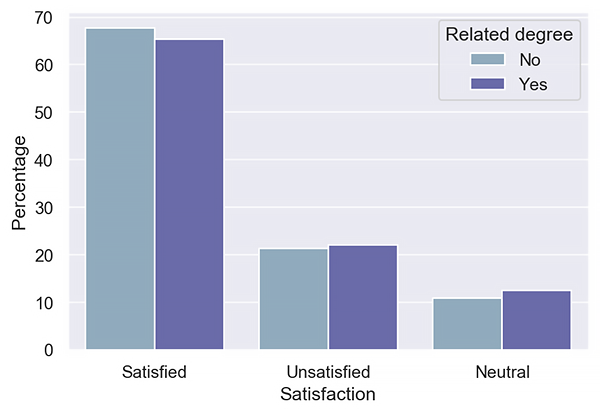 70
60
50
40
30
20
10
0
Percentage
Related degree
No
Yes
Satisfied
Unsatisfied
Neutral
Satisfaction